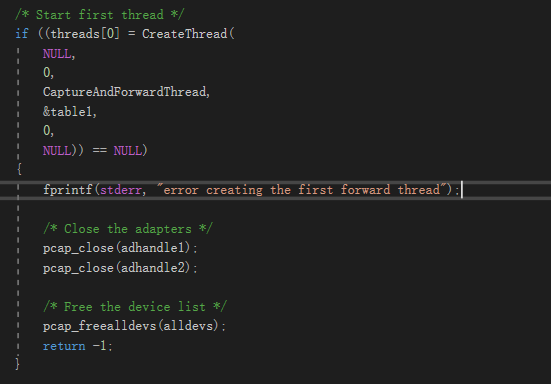 /* Start first thread */
if ((threads[0] = CreateThread(
NULL,
0,
CaptureAndForwardThread,
&table1,
0,
NULL)) == NULL)
{
fprintf(stderr, "error creating the first forward thread");
/* Close the adapters */
pcap_close(adhandle1);
pcap_close(adhandle2);
/* Free the device list */
pcap_freealldevs(alldevs);
return -1;
}